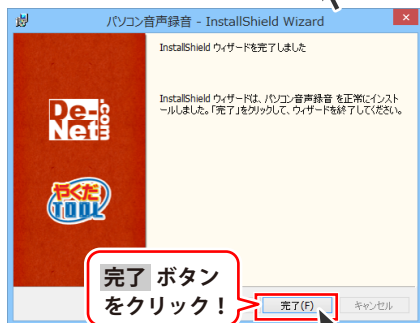 パソコン音声録音 - InstallShield Wizard
InstallShield ウィザードを完了しました
InstallShield ウィザードは、パソコン音声録音 を正常にインスト
ールしました。「完了」をクリックして、ウィザードを終了してください。
De-Net.com
やくだつ
TOOL
完了 ボタン
をクリック！
完了(F)
キャンセル